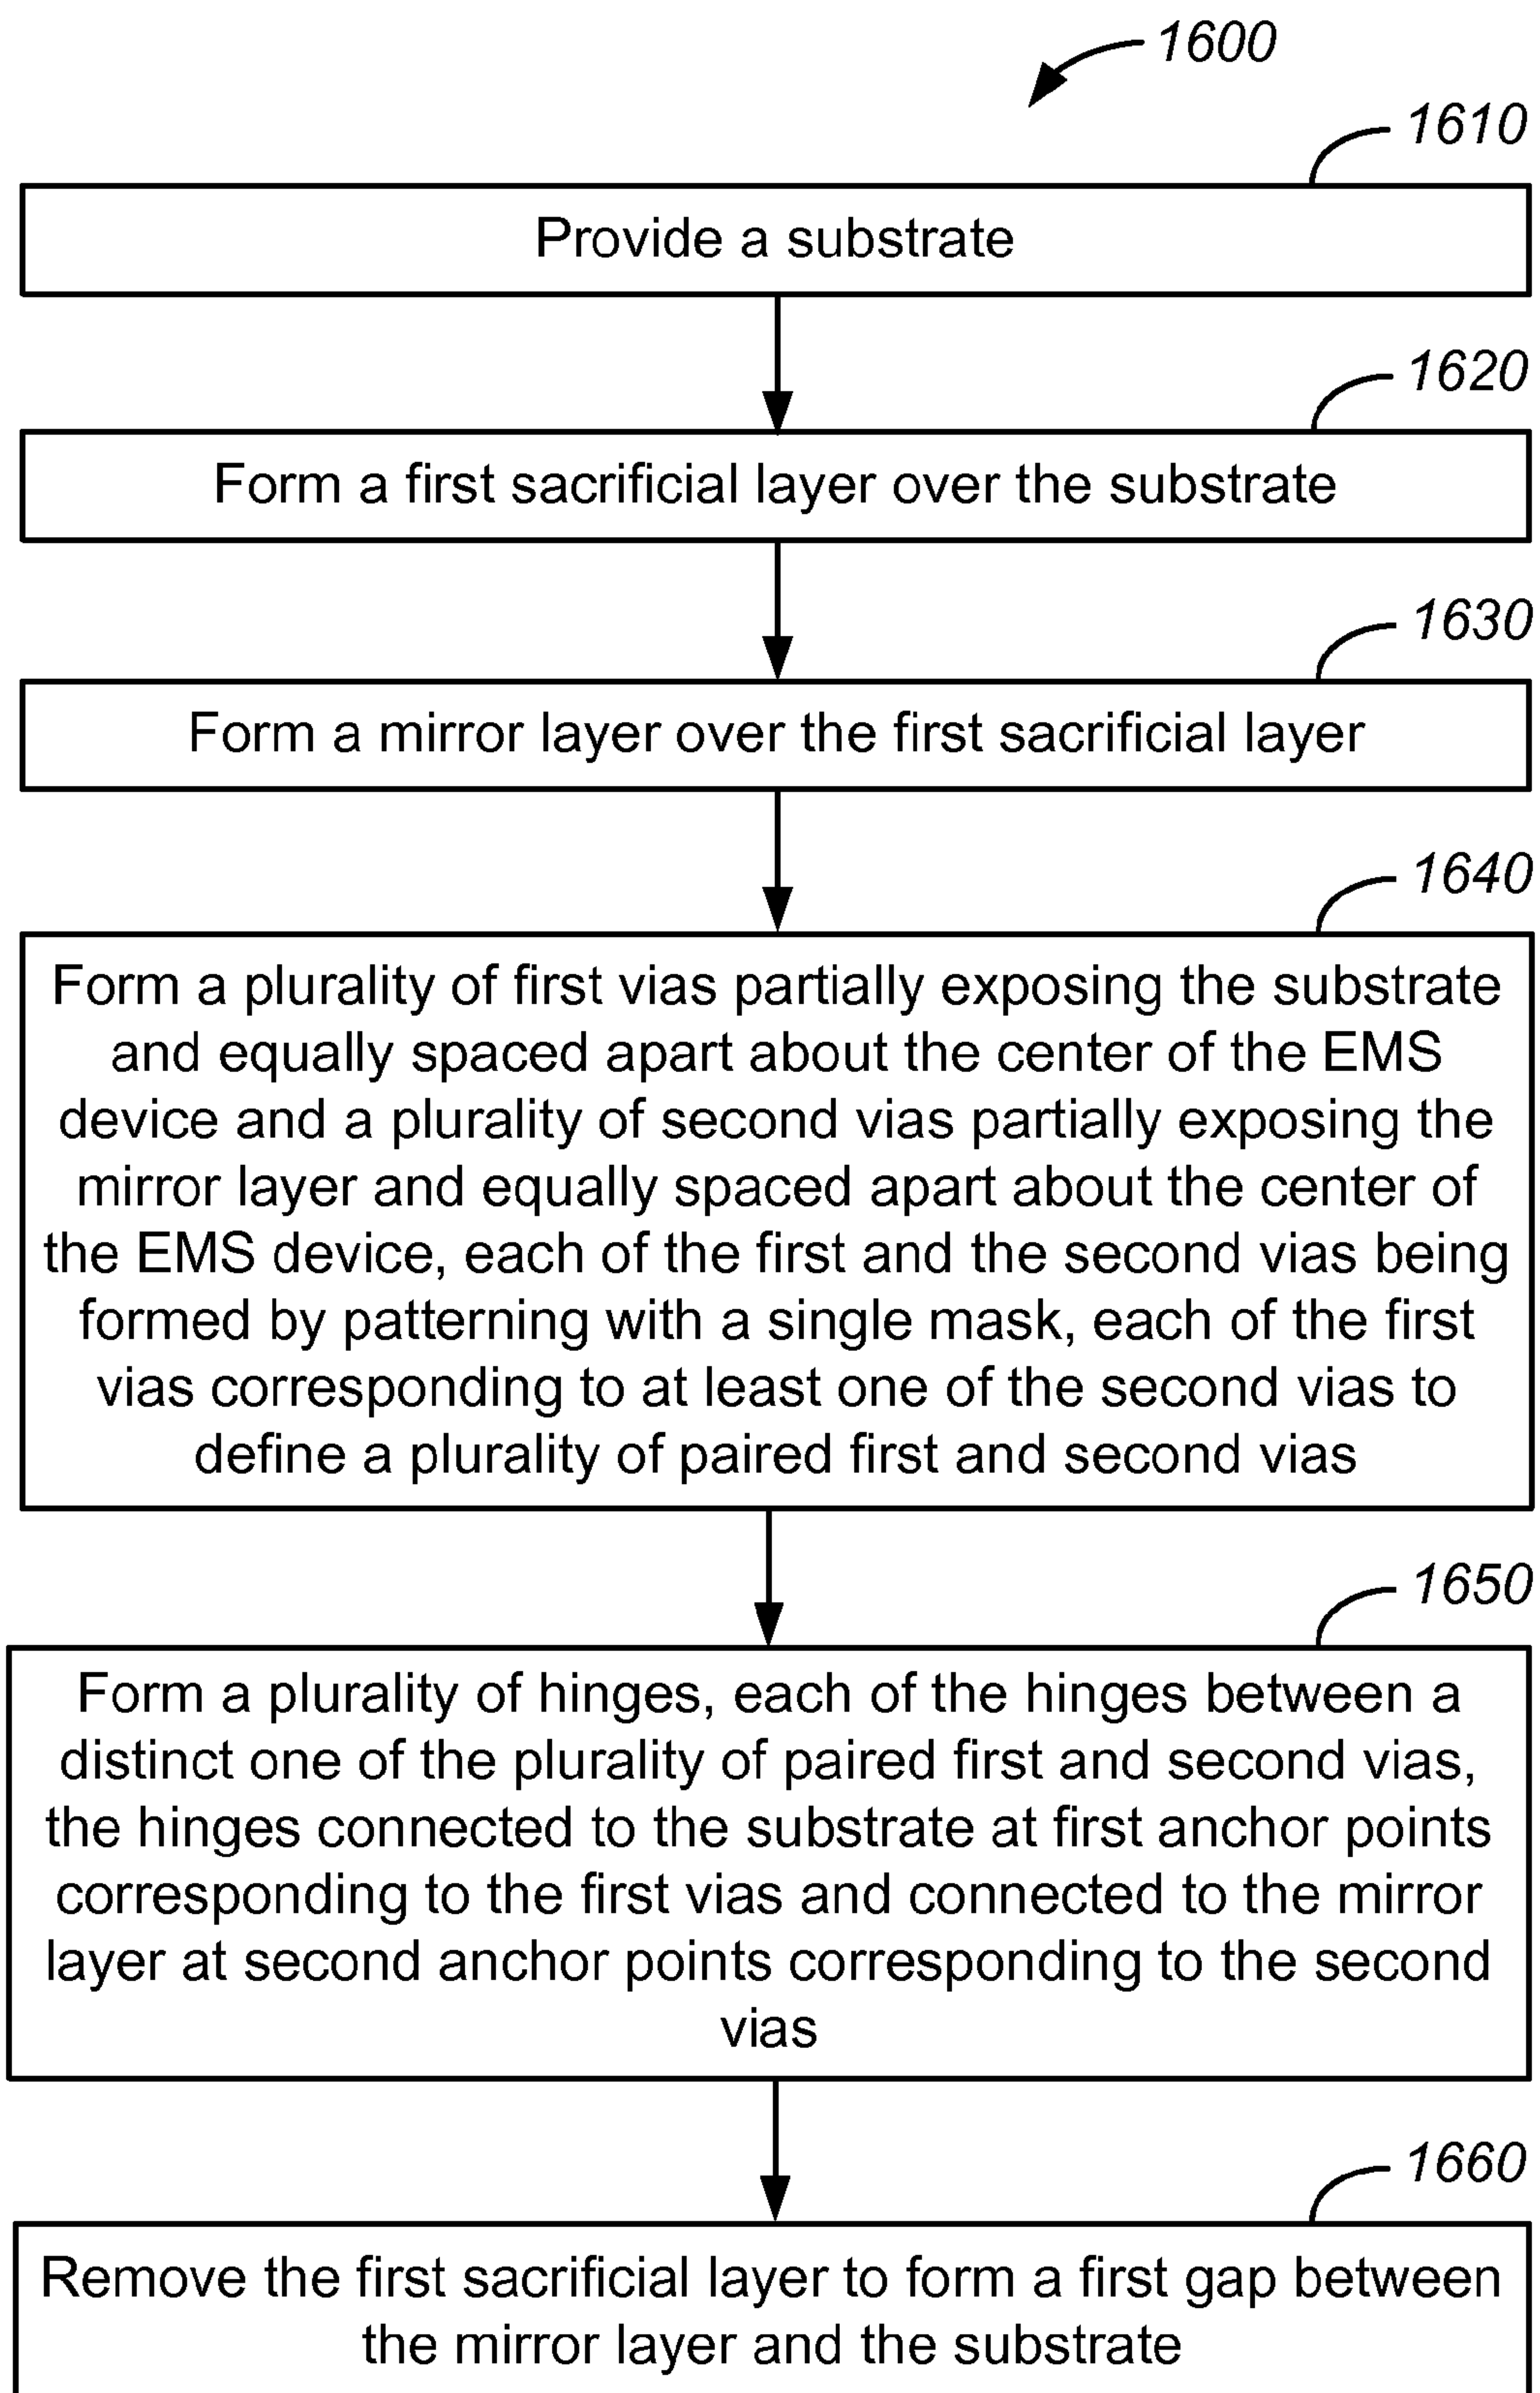 1600
1610
Provide a substrate
1620
Form a first sacrificial layer over the substrate
1630
Form a mirror layer over the first sacrificial layer
1640
Form a plurality of first vias partially exposing the substrate
and equally spaced apart about the center of the EMS
device and a plurality of second vias partially exposing the
mirror layer and equally spaced apart about the center of
the EMS device, each of the first and the second vias being
formed by patterning with a single mask, each of the first
vias corresponding to at least one of the second vias to
define a plurality of paired first and second vias
1650
Form a plurality of hinges, each of the hinges between a
distinct one of the plurality of paired first and second vias,
the hinges connected to the substrate at first anchor points
corresponding to the first vias and connected to the mirror
layer at second anchor points corresponding to the second
vias
1660
Remove the first sacrificial layer to form a first gap between
the mirror layer and the substrate